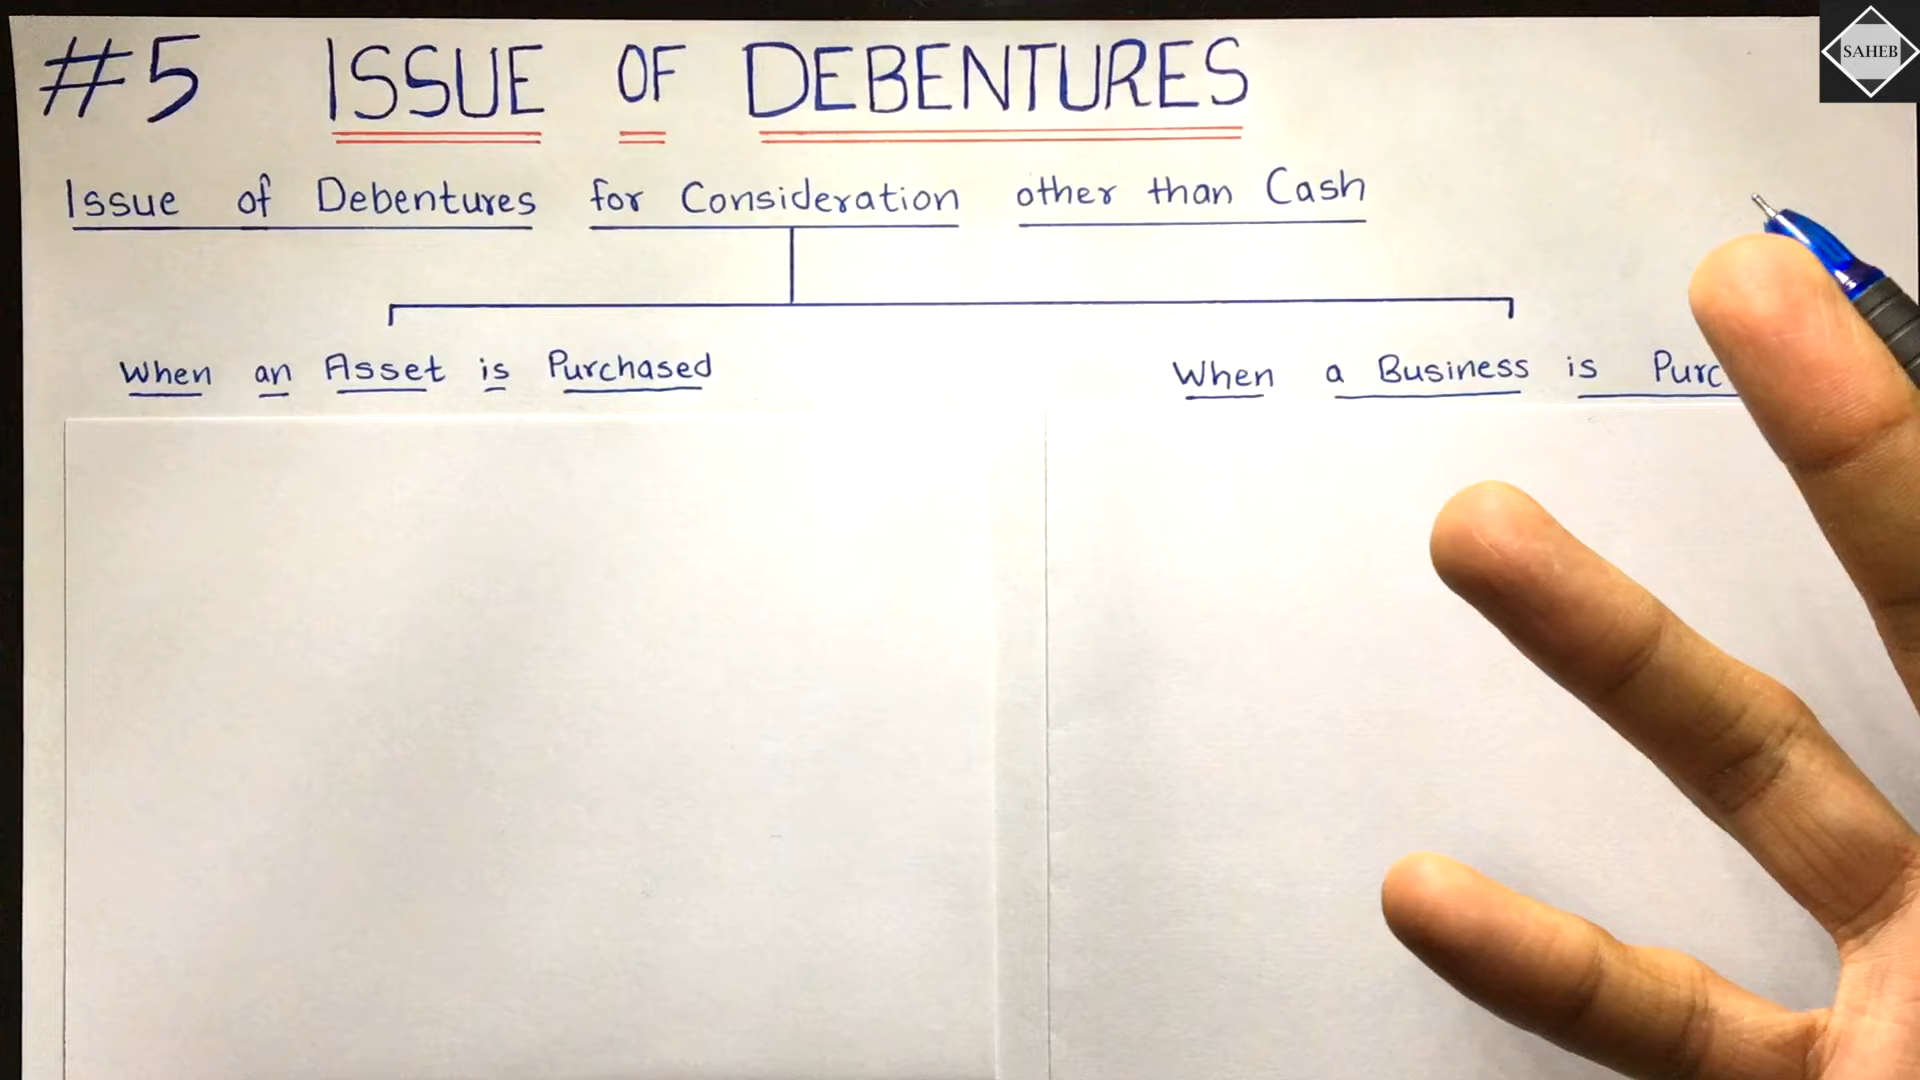 #5 ISSUE OF DEBENTURES
SAHEB
Issue of Debentures for Consideration other than Cash
When an Asset is Purchased
When a Business is Purc